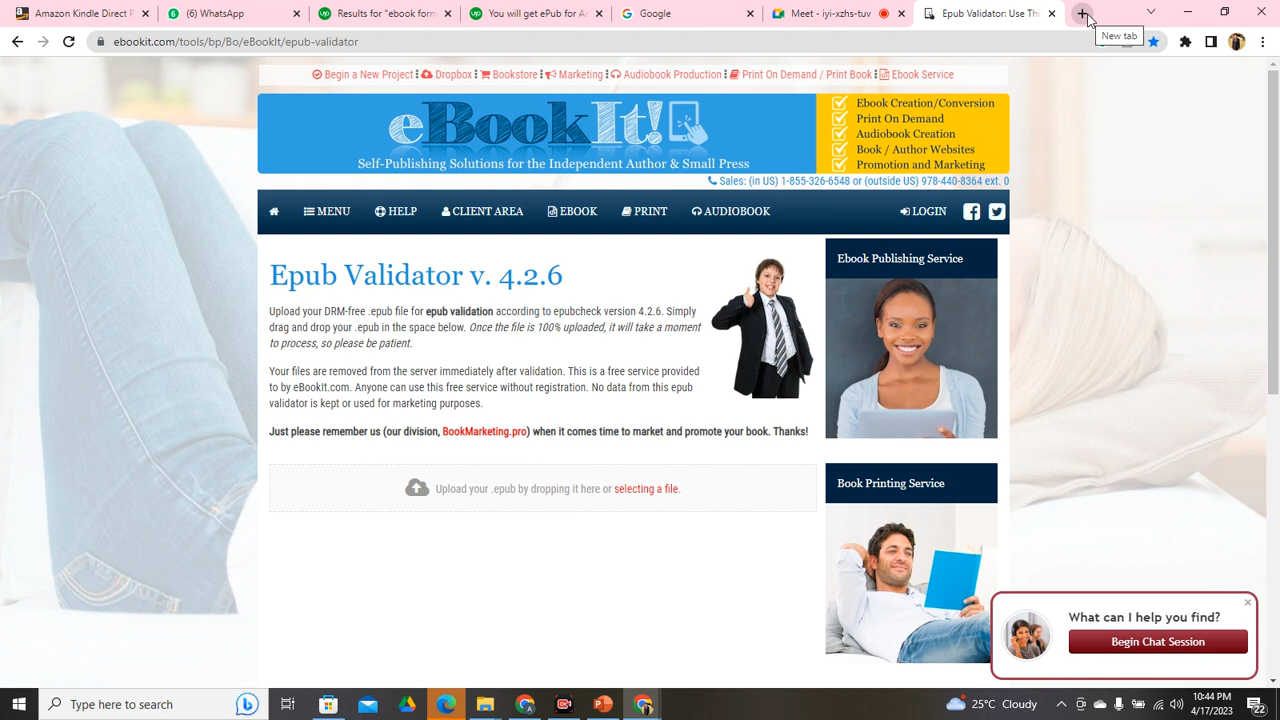 Amazon Kindle Direct P
(6) WhatsApp
Results for "ebook form
You will get ePub for Am
Google
Meet - iyi-xzhs-tuv
Epub Validator: Use The
New tab
ebookit.com/tools/bp/Bo/eBookIt/epub-validator
Begin a New Project Dropbox Bookstore Marketing Audiobook Production Print On Demand / Print Book Ebook Service
eBookIt!
Self-Publishing Solutions for the Independent Author & Small Press
Ebook Creation/Conversion
Print On Demand
Audiobook Creation
Book / Author Websites
Promotion and Marketing
Sales: (in US) 1-855-326-6548 or (outside US) 978-440-8364 ext. 0
MENU HELP CLIENT AREA EBOOK PRINT AUDIOBOOK LOGIN
Epub Validator v. 4.2.6
Upload your DRM-free .epub file for epub validation according to epubcheck version 4.2.6. Simply
drag and drop your .epub in the space below. Once the file is 100% uploaded, it will take a moment
to process, so please be patient.
Your files are removed from the server immediately after validation. This is a free service provided
to by eBookIt.com. Anyone can use this free service without registration. No data from this epub
validator is kept or used for marketing purposes.
Just please remember us (our division, BookMarketing.pro) when it comes time to market and promote your book. Thanks!
Upload your .epub by dropping it here or selecting a file.
Ebook Publishing Service
Book Printing Service
What can I help you find?
Begin Chat Session
Type here to search
25°C Cloudy
10:44 PM
4/17/2023
22